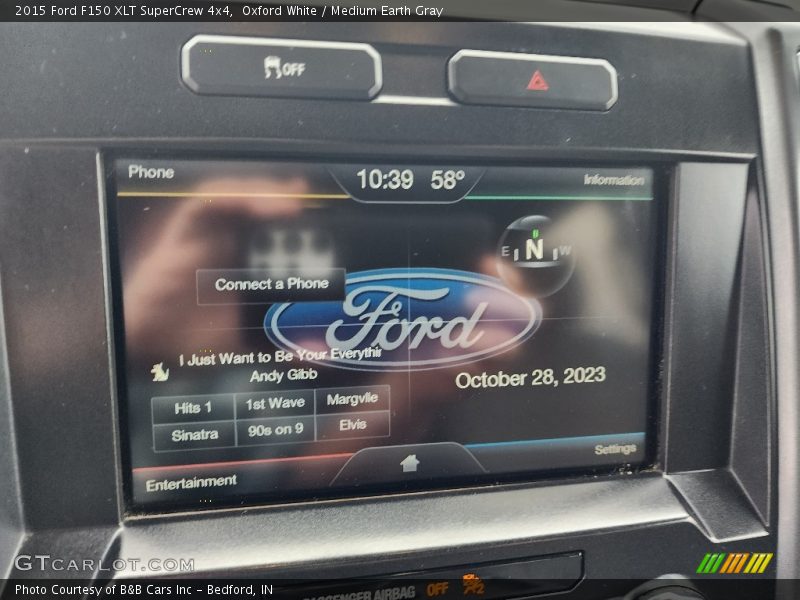 2015 Ford F150 XLT SuperCrew 4x4,  Oxford White / Medium Earth Gray
OFF
Phone
10:39 58°
Information
E N W
Connect a Phone
Ford
I Just Want to Be Your Everythi
Andy Gibb
October 28, 2023
Hits 1 1st Wave Margvlle
Sinatra 90s on 9 Elvis
Settings
Entertainment
GTCARLOT.COM
PASSENGER AIRBAG OFF
Photo Courtesy of B&B Cars Inc - Bedford, IN